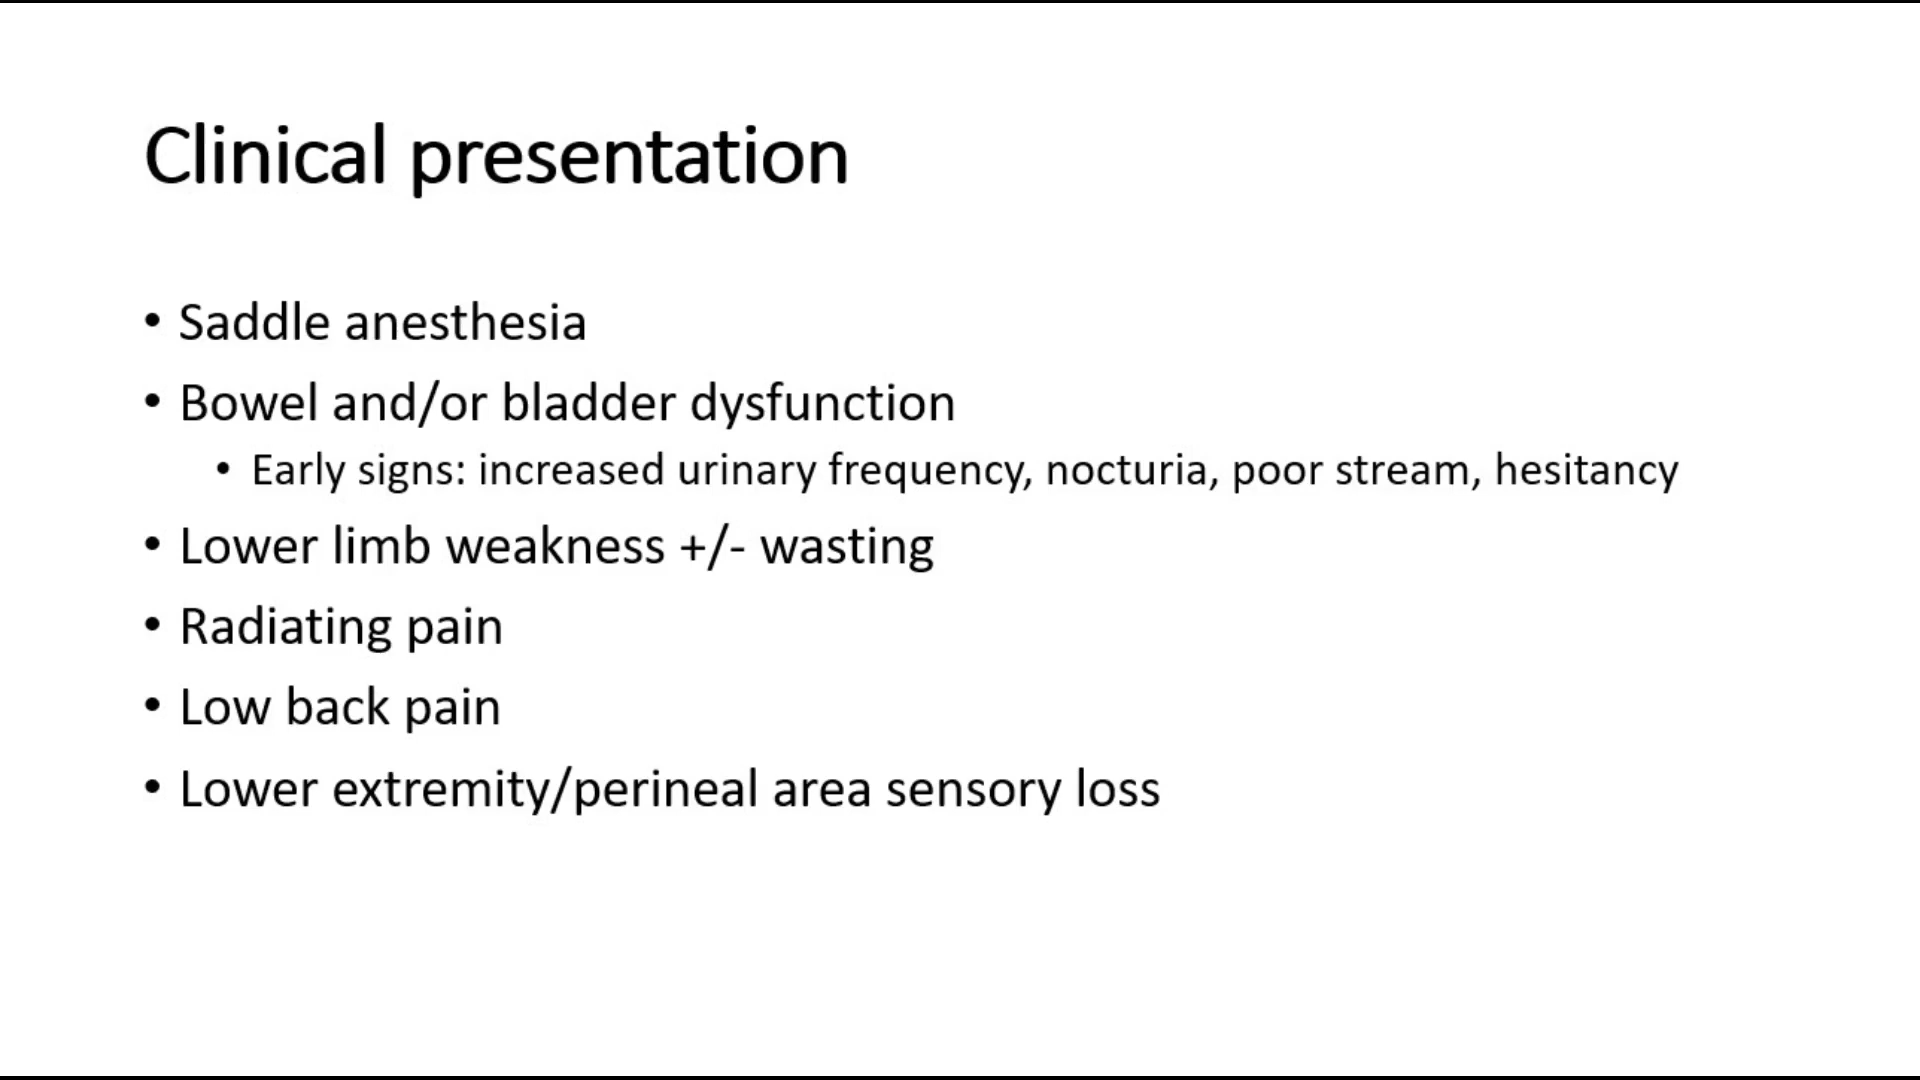 Clinical presentation
• Saddle anesthesia
• Bowel and/or bladder dysfunction
• Early signs: increased urinary frequency, nocturia, poor stream, hesitancy
• Lower limb weakness +/- wasting
• Radiating pain
• Low back pain
• Lower extremity/perineal area sensory loss